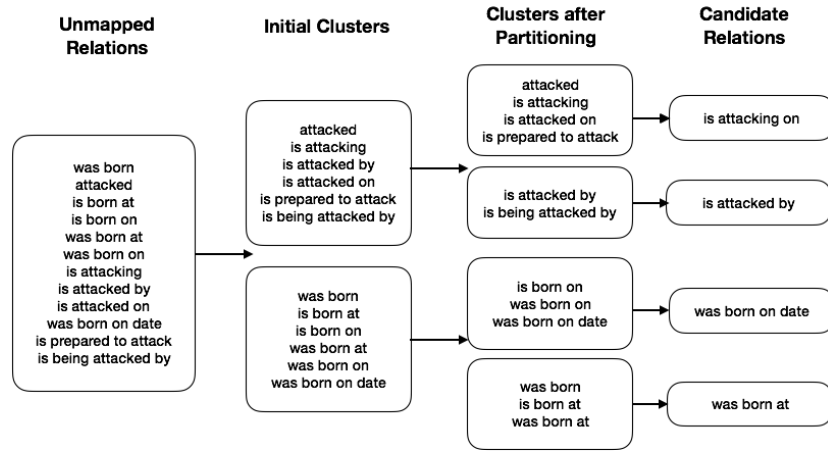 Unmapped
Relations
Initial Clusters
Clusters after
Partitioning
Candidate
Relations
was born
attacked
is born at
is born on
was born at
was born on
is attacking
is attacked by
is attacked on
was born on date
is prepared to attack
is being attacked by
attacked
is attacking
is attacked by
is attacked on
is prepared to attack
is being attacked by
was born
is born at
is born on
was born at
was born on
was born on date
attacked
is attacking
is attacked on
is prepared to attack
is attacked by
is being attacked by
is born on
was born on
was born on date
was born
is born at
was born at
is attacking on
is attacked by
was born on date
was born at